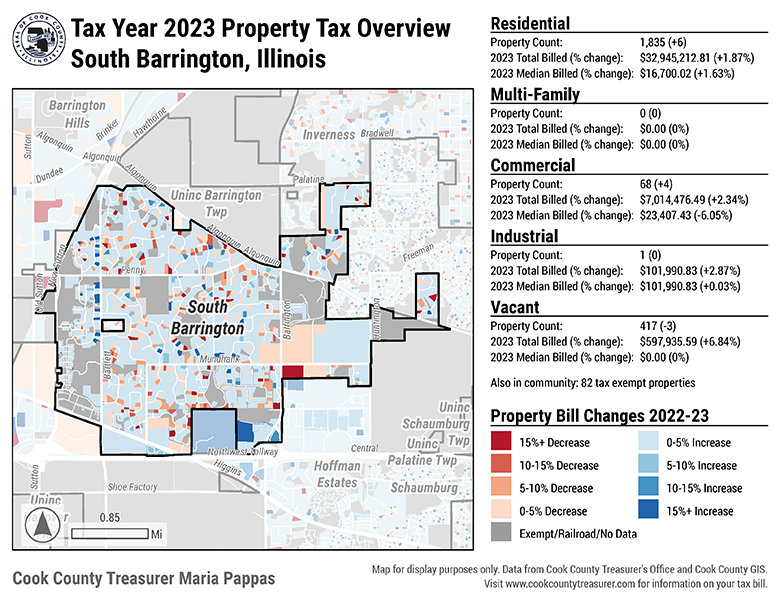 Tax Year 2023 Property Tax Overview
South Barrington, Illinois
Residential
Property Count: 1,835 (+6)
2023 Total Billed (% change): $32,945,212.81 (+1.87%)
2023 Median Billed (% change): $16,700.02 (+1.63%)
Multi-Family
Property Count: 0 (0)
2023 Total Billed (% change): $0.00 (0%)
2023 Median Billed (% change): $0.00 (0%)
Commercial
Property Count: 68 (+4)
2023 Total Billed (% change): $7,014,476.49 (+2.34%)
2023 Median Billed (% change): $23,407.43 (-6.05%)
Industrial
Property Count: 1 (0)
2023 Total Billed (% change): $101,990.83 (+2.87%)
2023 Median Billed (% change): $101,990.83 (+0.03%)
Vacant
Property Count: 417 (-3)
2023 Total Billed (% change): $597,935.59 (+6.84%)
2023 Median Billed (% change): $0.00 (0%)
Also in community: 82 tax exempt properties
Property Bill Changes 2022-23
15%+ Decrease
10-15% Decrease
5-10% Decrease
0-5% Decrease
Exempt/Railroad/No Data
0-5% Increase
5-10% Increase
10-15% Increase
15%+ Increase
Barrington
Hills
Sutton
Algonquin
Brinker
Hawthorne
Algonquin
Dundee
Algonquin
Inverness
Bradwell
Palatine
Uninc Barrington
Twp
Algonquin
Algonquin
Freeman
Penny
Old Sutton
South
Barrington
Barrington
Huntington
Bartlett
Mundhank
Uninc
Schaumburg
Twp
Uninc
Palatine Twp
Northwest Tollway
Central
Higgins
Hoffman
Estates
Schaumburg
Sutton
Shoe Factory
Uninc
0.85
Mi
Cook County Treasurer Maria Pappas
Map for display purposes only. Data from Cook County Treasurer's Office and Cook County GIS.
Visit www.cookcountytreasurer.com for information on your tax bill.